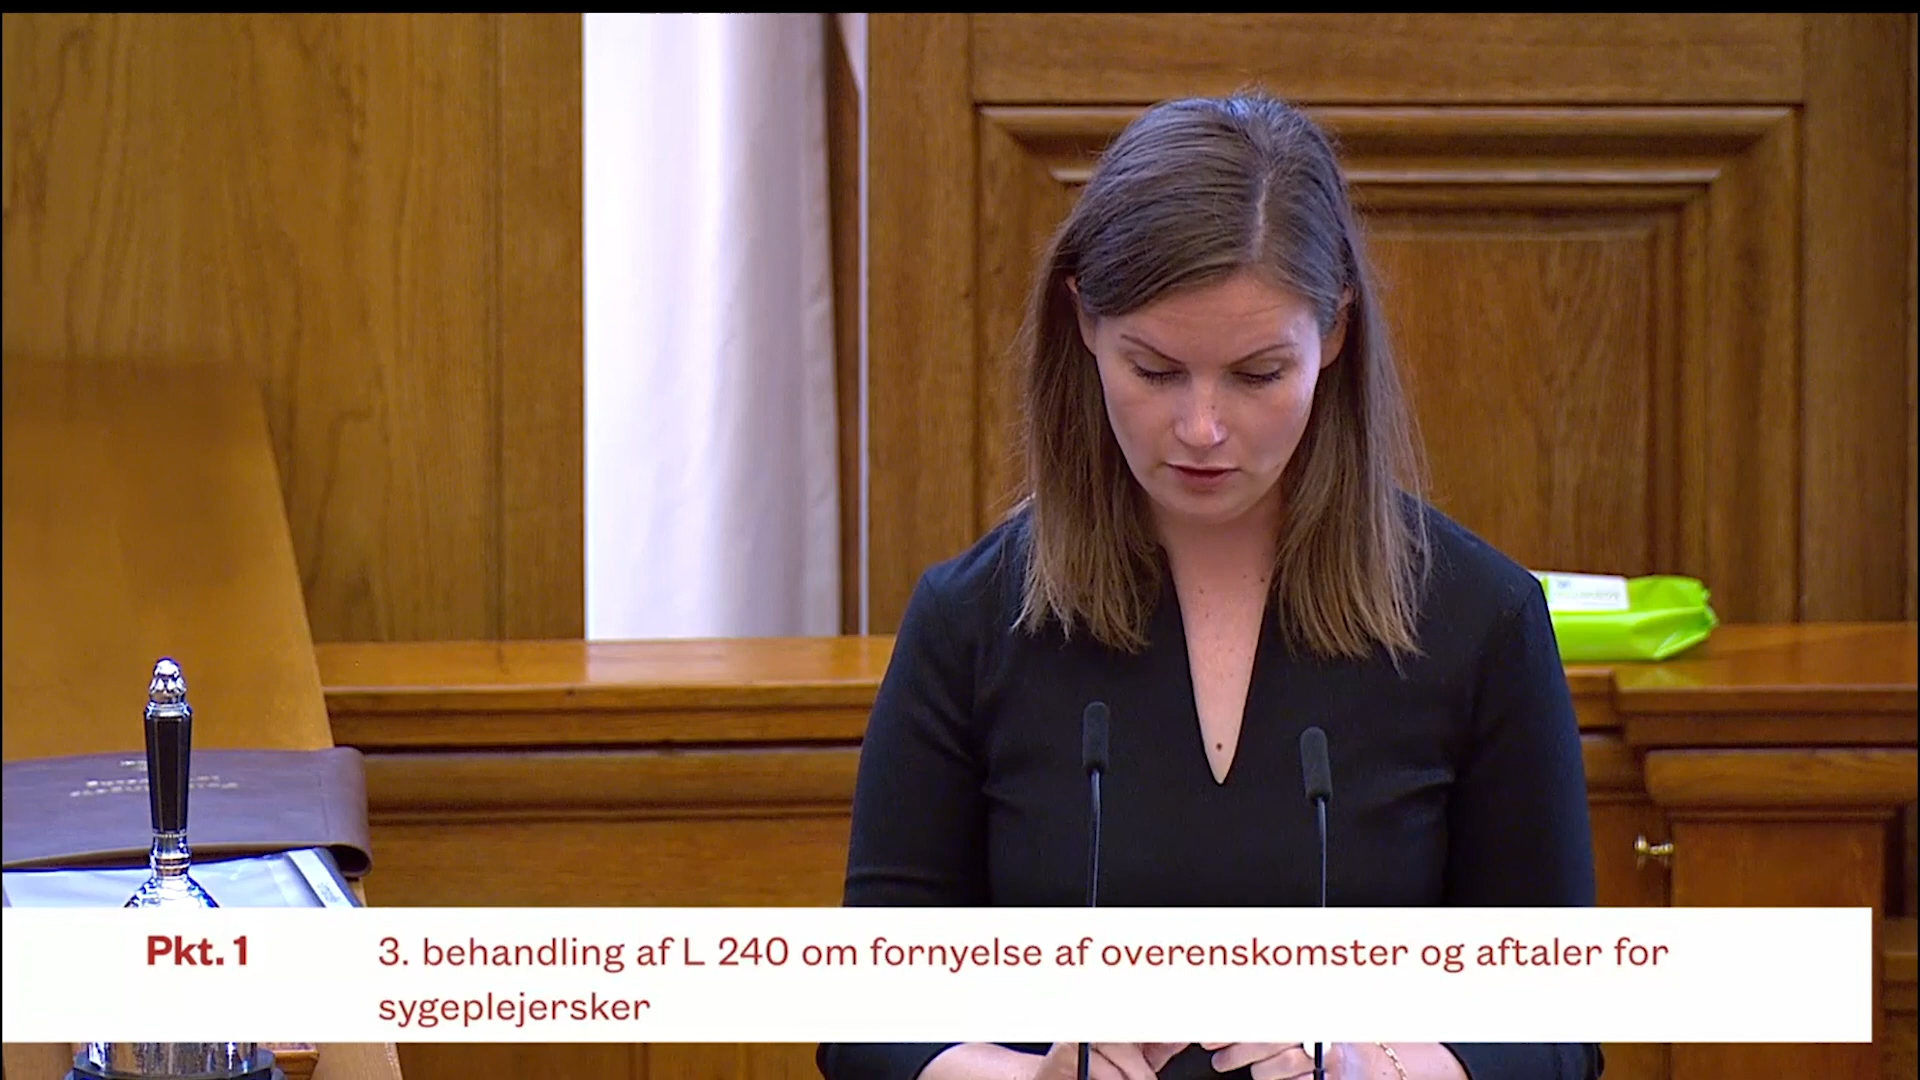 Pkt. 1
3. behandling af L 240 om fornyelse af overenskomster og aftaler for
sygeplejersker